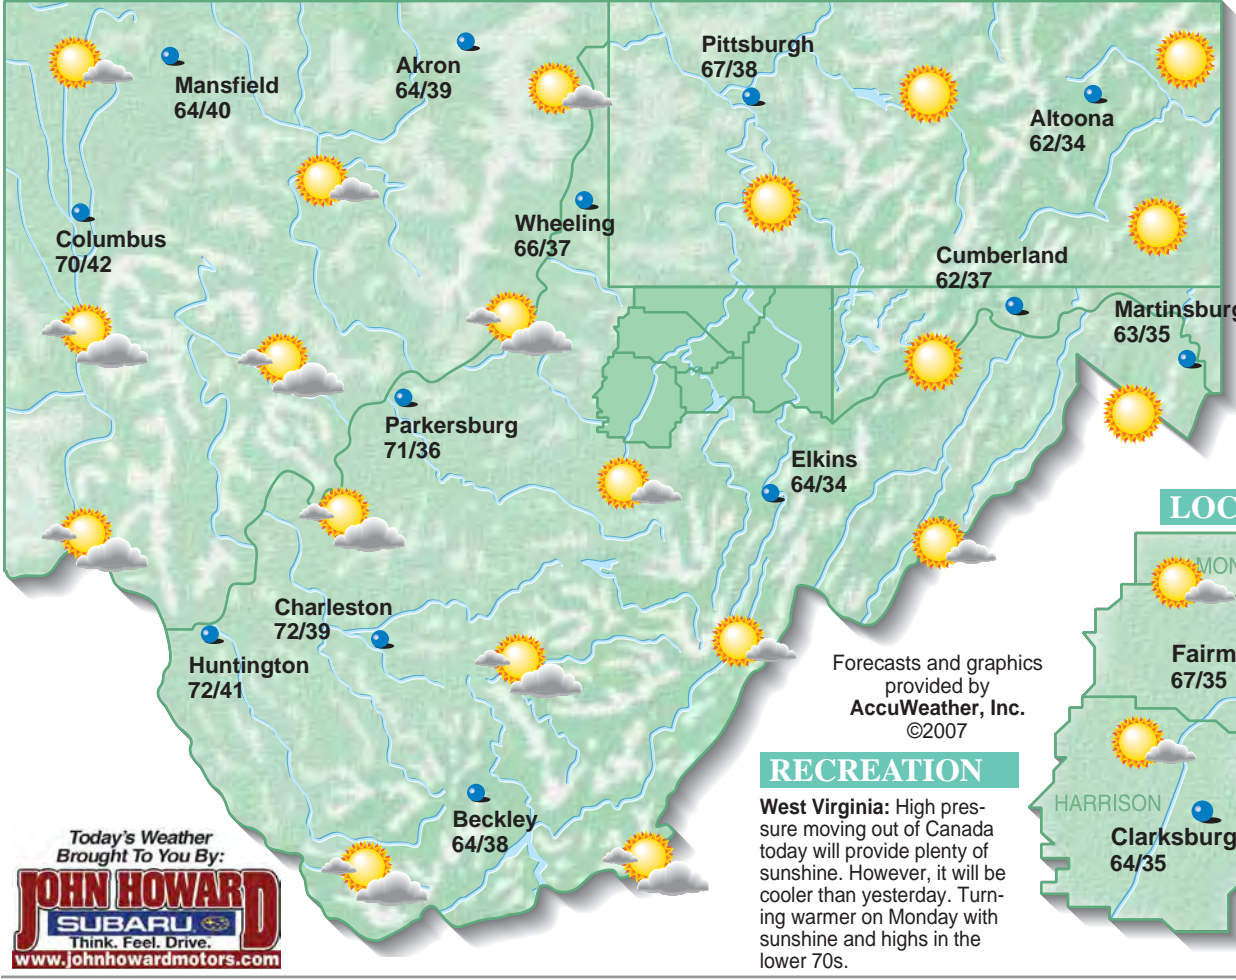 Mansfield
64/40
Akron
64/39
Pittsburgh
67/38
Altoona
62/34
Columbus
70/42
Wheeling
66/37
Cumberland
62/37
Martinsburg
63/35
Parkersburg
71/36
Elkins
64/34
Charleston
72/39
Huntington
72/41
Beckley
64/38
Forecasts and graphics
provided by
AccuWeather, Inc.
©2007
RECREATION
West Virginia: High pres-
sure moving out of Canada
today will provide plenty of
sunshine. However, it will be
cooler than yesterday. Turn-
ing warmer on Monday with
sunshine and highs in the
lower 70s.
LOC
MON
Fairm
67/35
HARRISON
Clarksburg
64/35
Today's Weather
Brought To You By:
JOHN HOWARD
SUBARU
Think. Feel. Drive.
www.johnhowardmotors.com